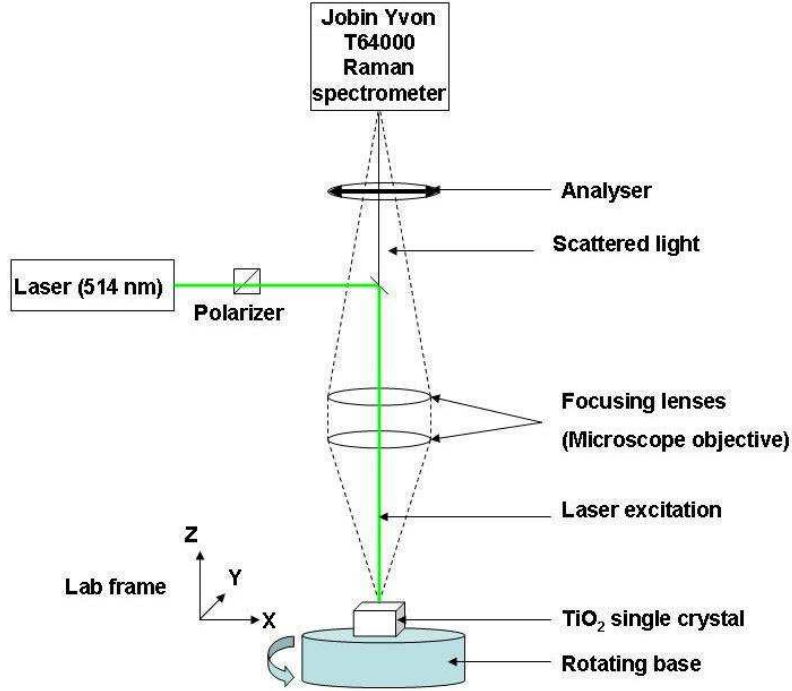 Jobin Yvon
T64000
Raman
spectrometer
Analyser
Scattered light
Laser (514 nm)
Polarizer
Focusing lenses
(Microscope objective)
Laser excitation
Z
Y
Lab frame
X
TiO₂ single crystal
Rotating base